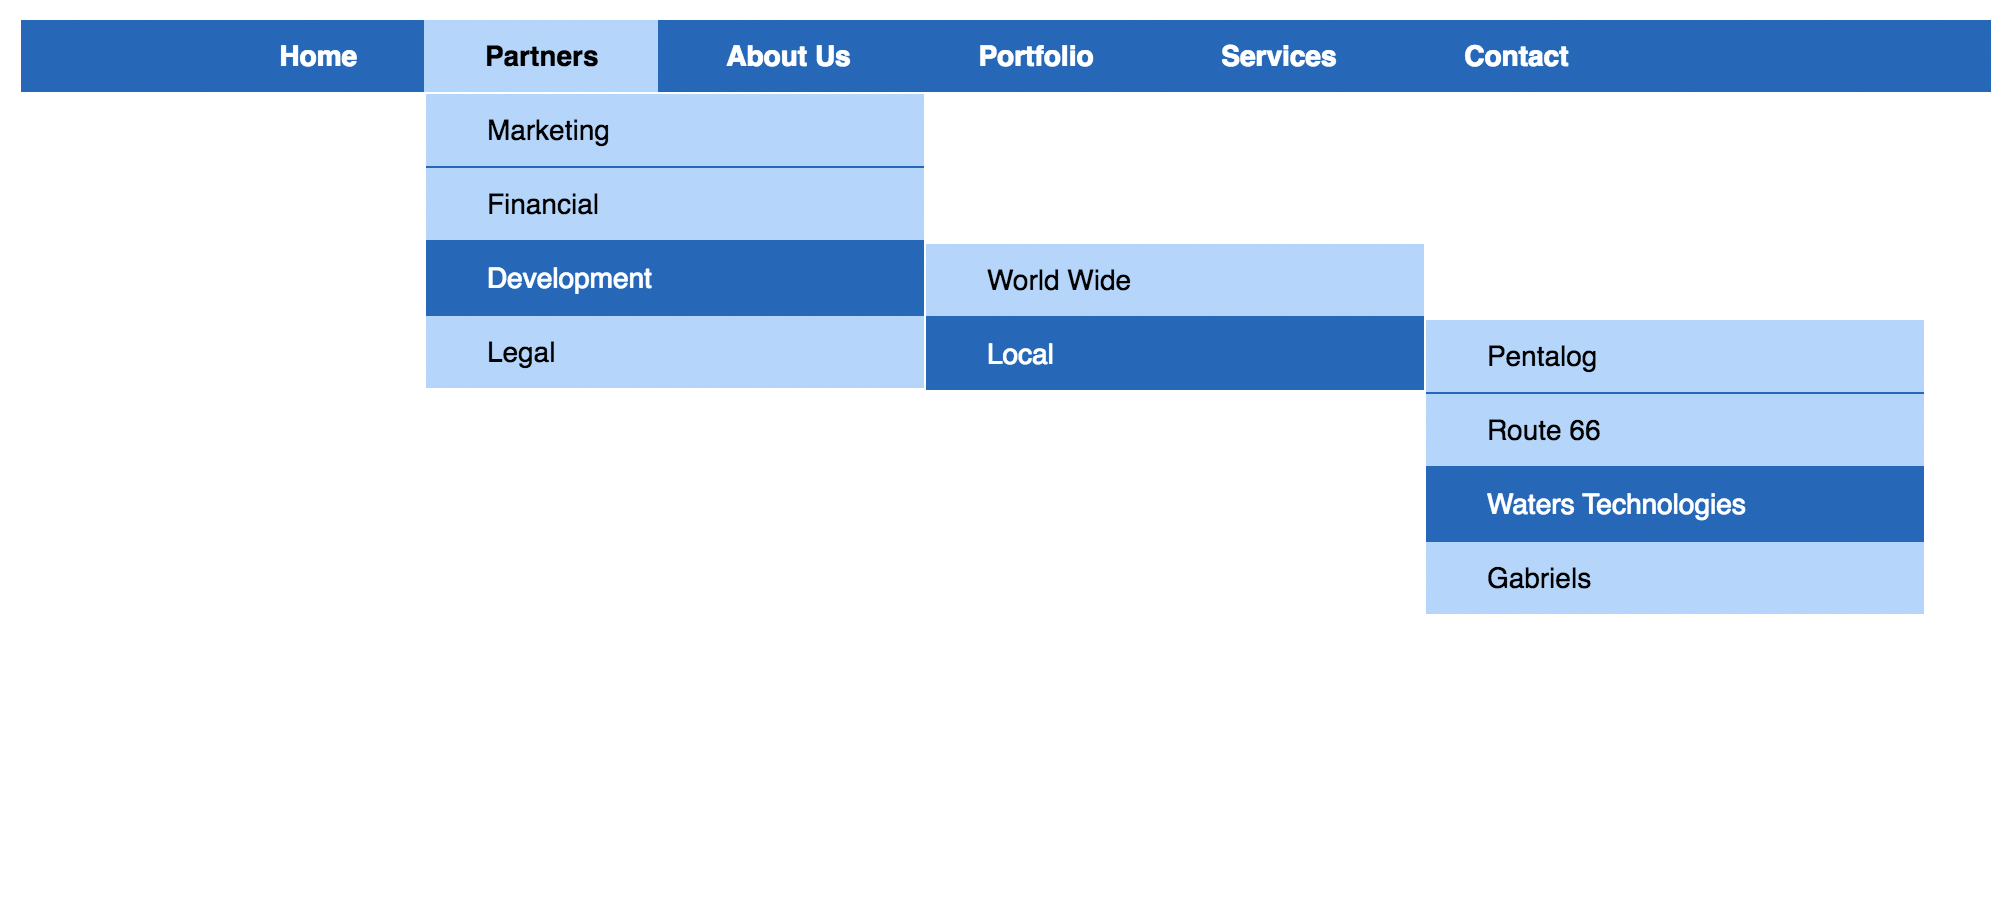 Home Partners About Us Portfolio Services Contact
Marketing
Financial
Development
Legal
World Wide
Local
Pentalog
Route 66
Waters Technologies
Gabriels